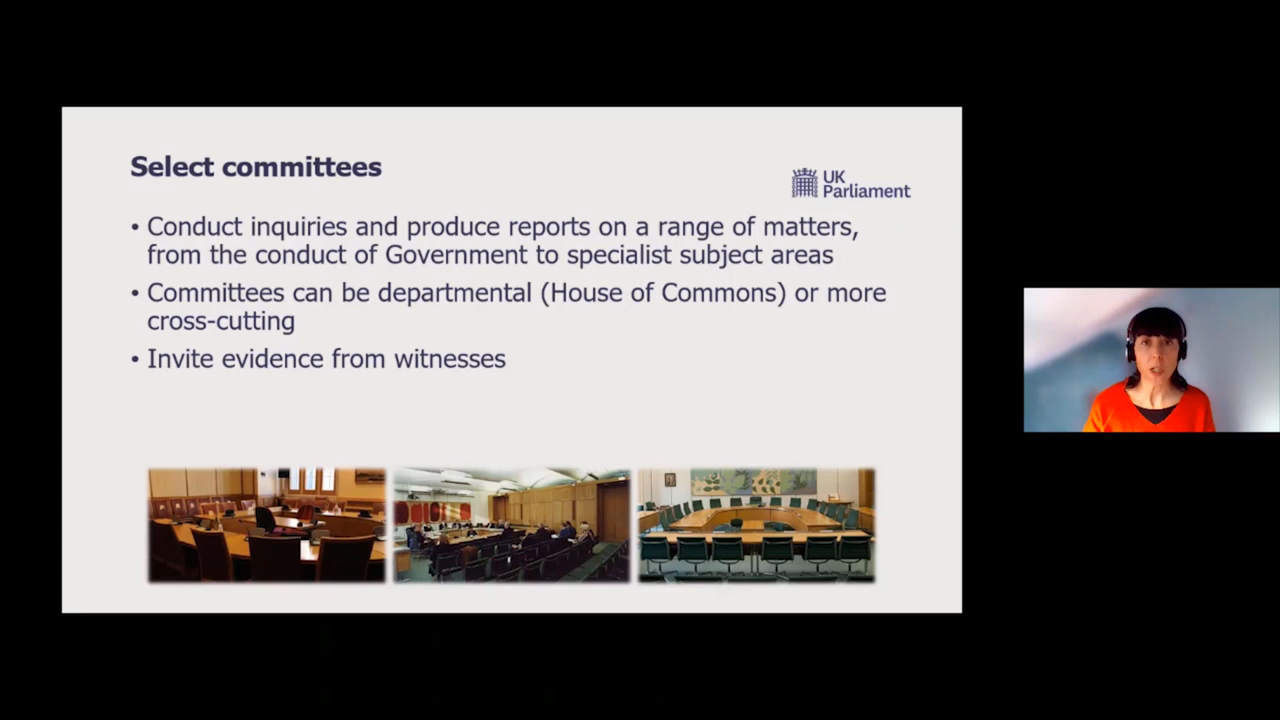 Select committees
UK
Parliament
• Conduct inquiries and produce reports on a range of matters,
from the conduct of Government to specialist subject areas
• Committees can be departmental (House of Commons) or more
cross-cutting
• Invite evidence from witnesses